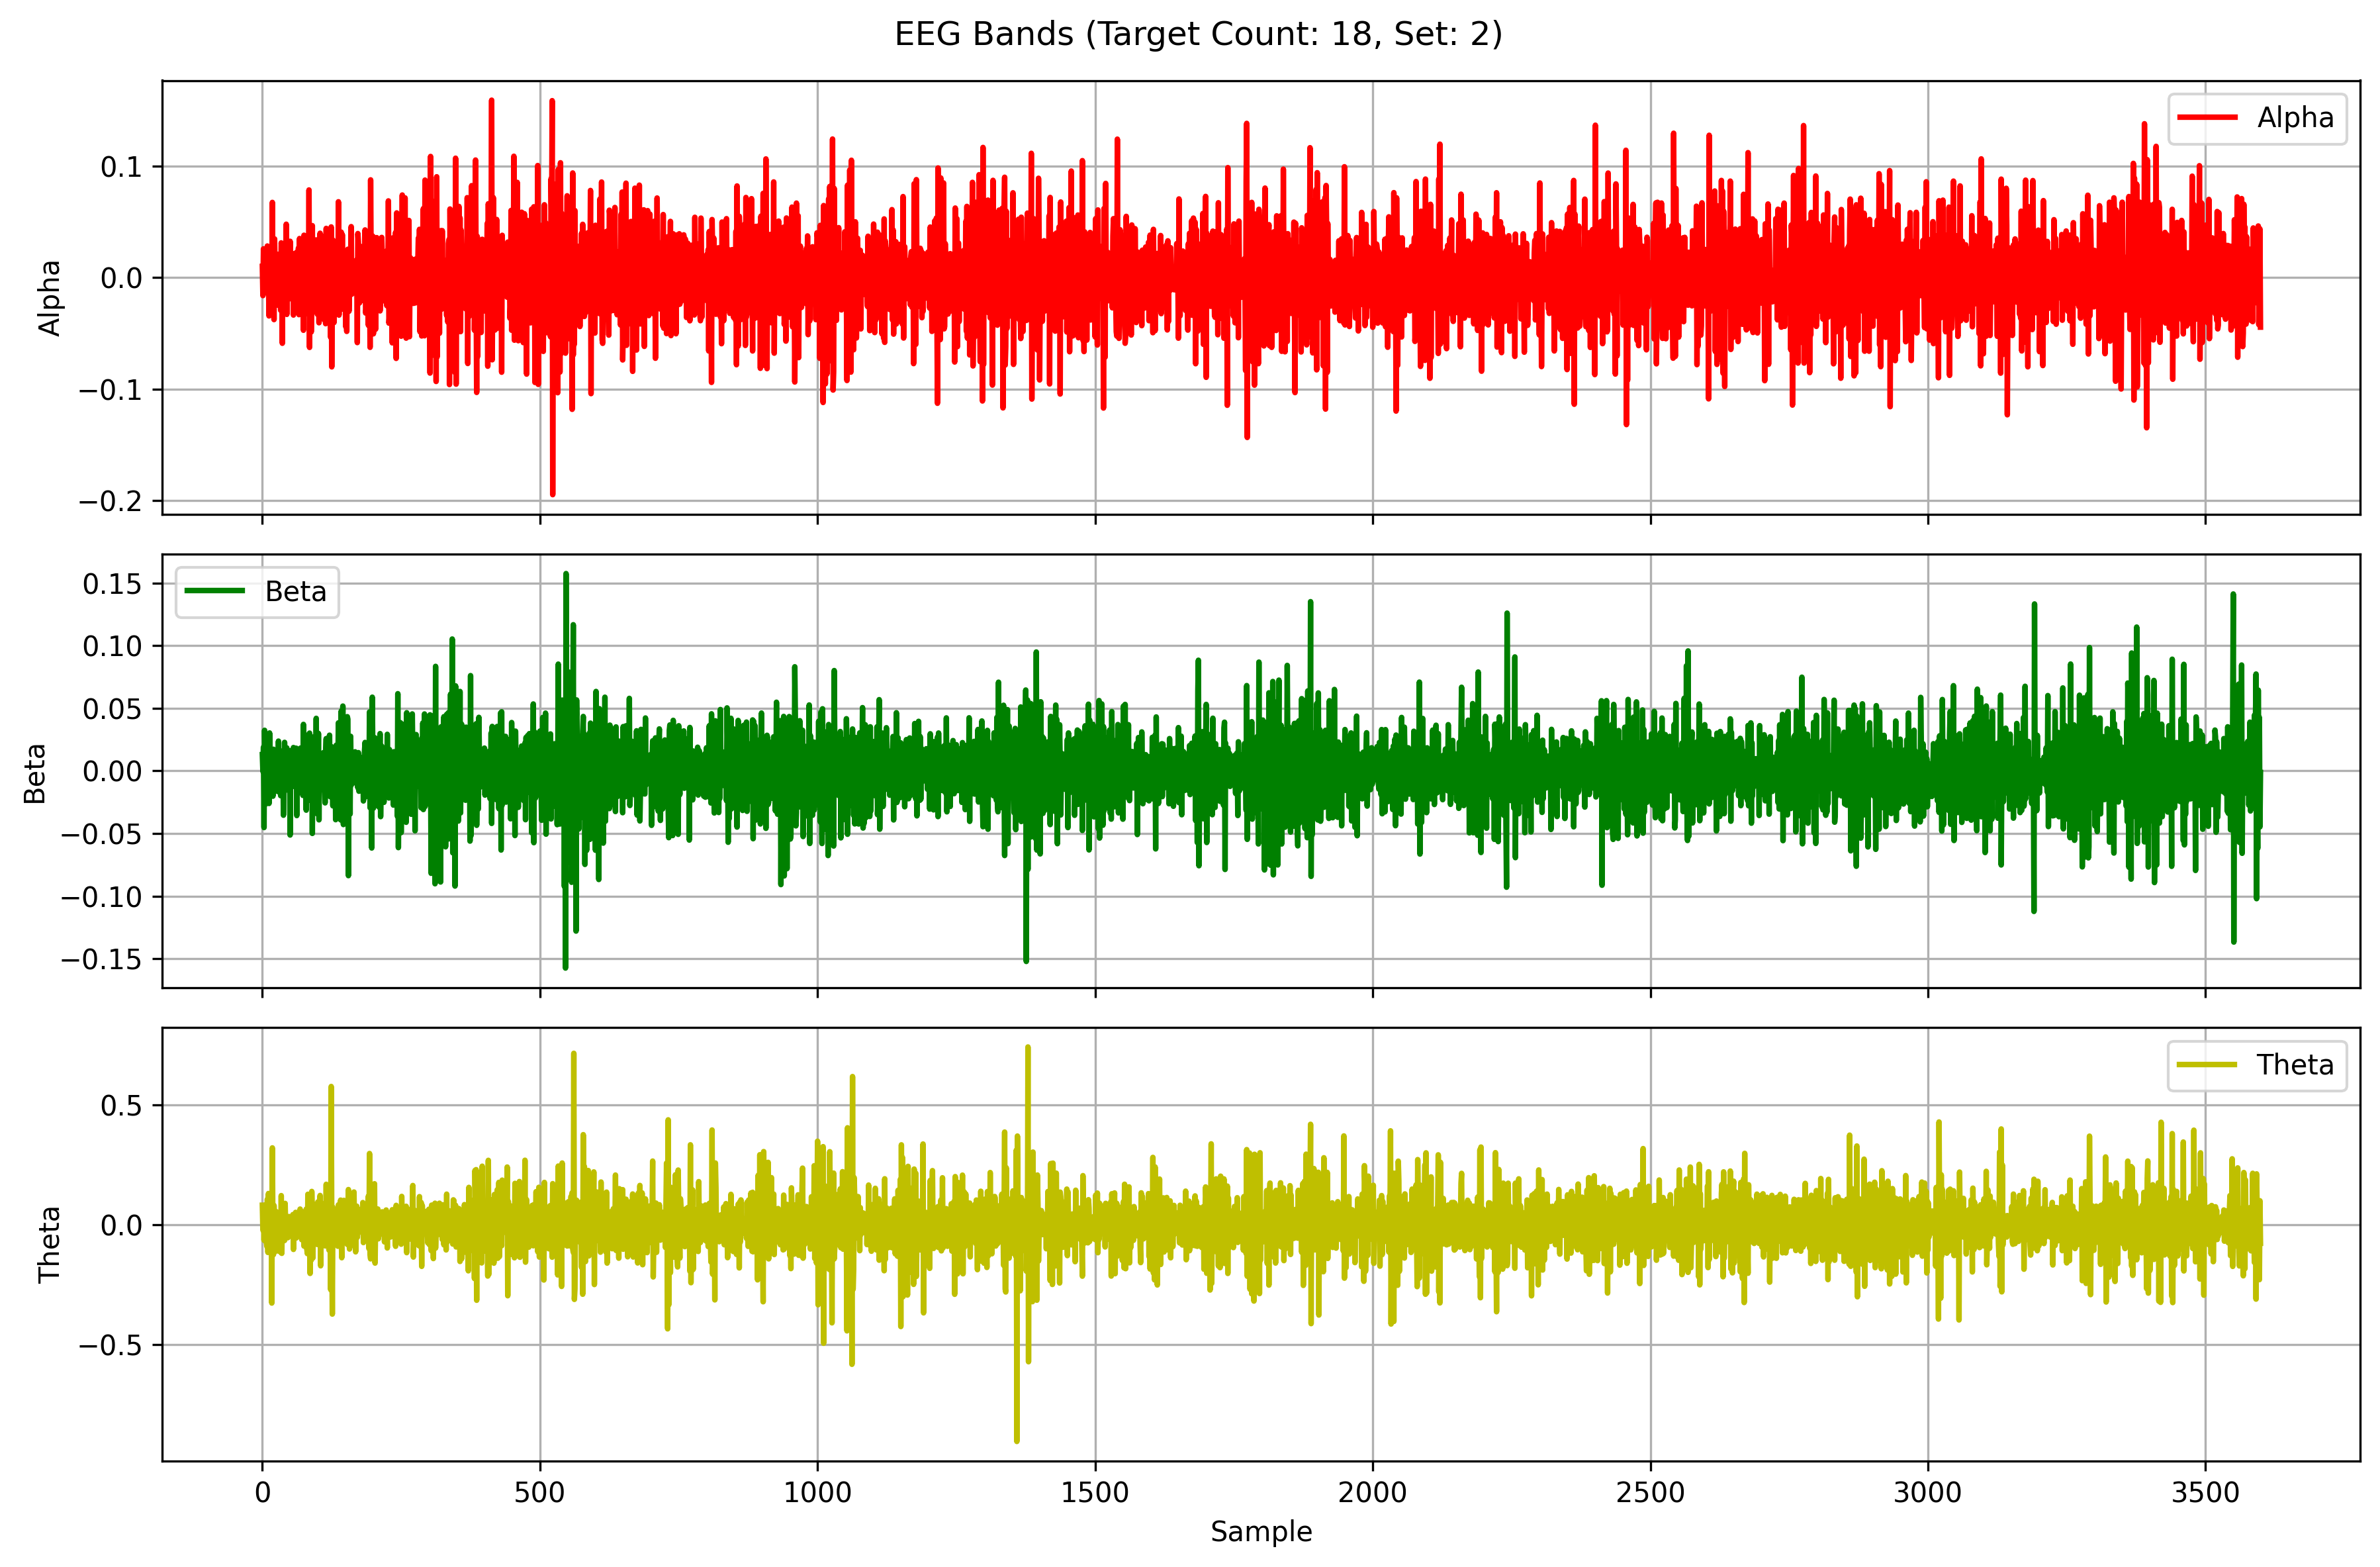 EEG Bands (Target Count: 18, Set: 2)
Alpha
0.1
0.0
−0.1
−0.2
Alpha
Beta
0.15
0.10
0.05
0.00
−0.05
−0.10
−0.15
Beta
Theta
0.5
0.0
−0.5
Theta
0 500 1000 1500 2000 2500 3000 3500
Sample